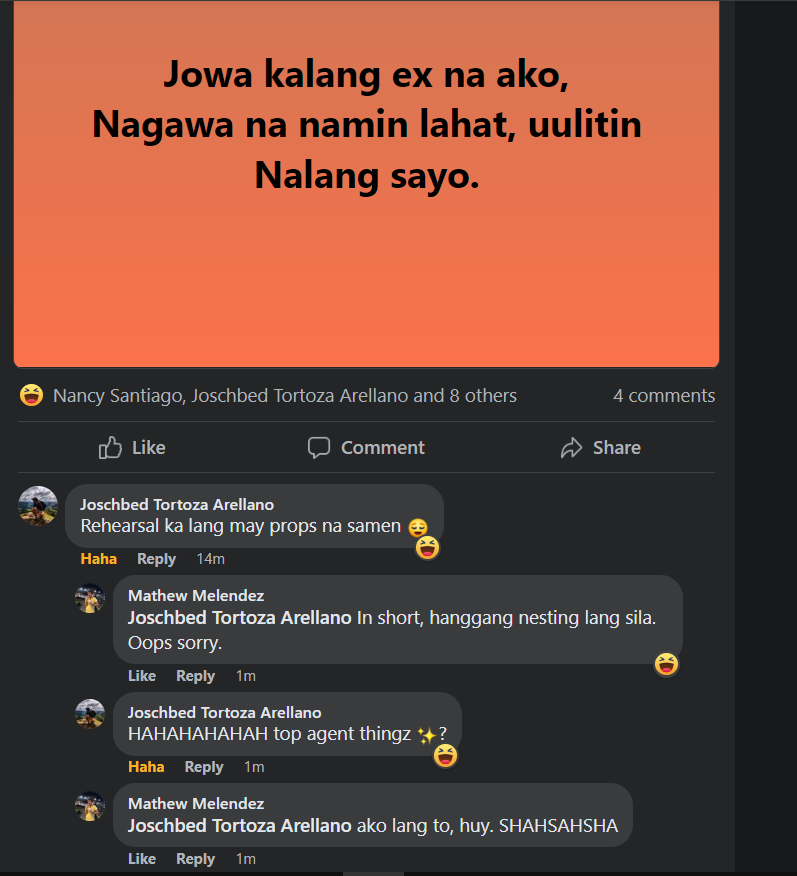 Jowa kalang ex na ako,
Nagawa na namin lahat, uulitin
Nalang sayo.
Nancy Santiago, Joschbed Tortoza Arellano and 8 others 4 comments
Like Comment Share
Joschbed Tortoza Arellano
Rehearsal ka lang may props na samen 😌
Haha Reply 14m
Mathew Melendez
Joschbed Tortoza Arellano In short, hanggang nesting lang sila.
Oops sorry.
Like Reply 1m
Joschbed Tortoza Arellano
HAHAHAHAHAH top agent thingz ✨?
Haha Reply 1m
Mathew Melendez
Joschbed Tortoza Arellano ako lang to, huy. SHAHSAHSHA
Like Reply 1m